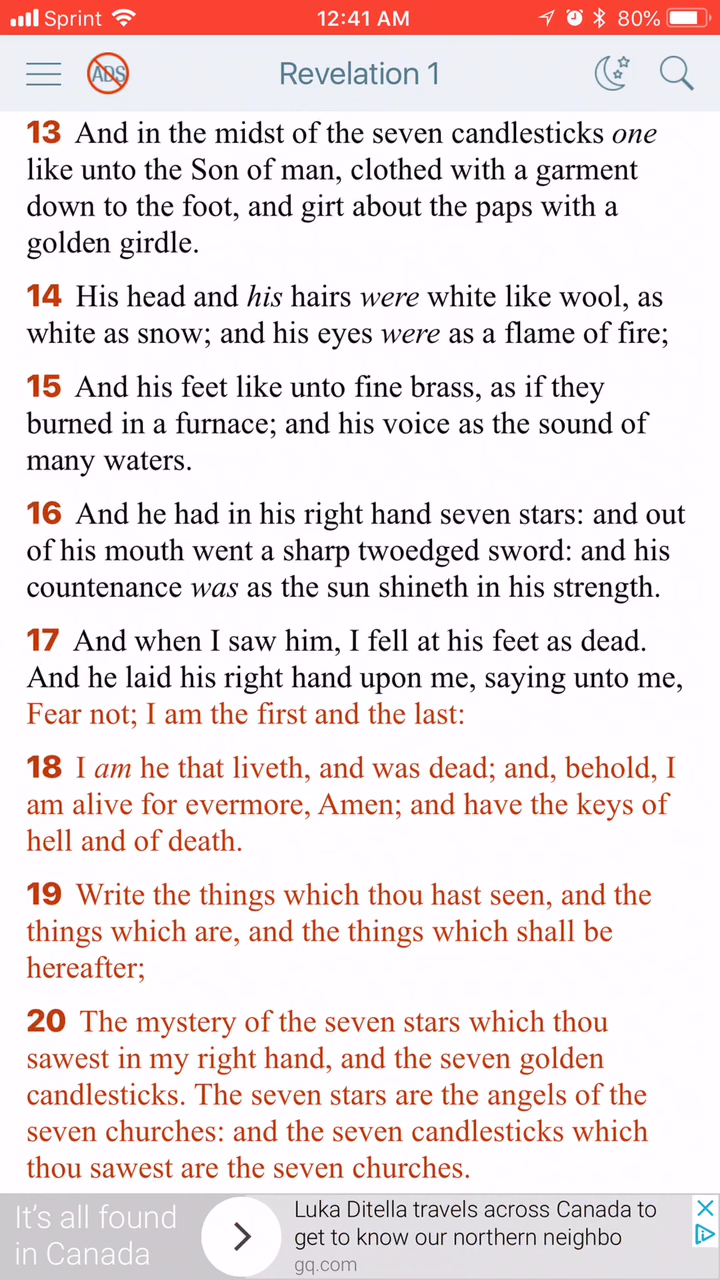 Sprint 12:41 AM 80%
ADS Revelation 1
13 And in the midst of the seven candlesticks one
like unto the Son of man, clothed with a garment
down to the foot, and girt about the paps with a
golden girdle.
14 His head and his hairs were white like wool, as
white as snow; and his eyes were as a flame of fire;
15 And his feet like unto fine brass, as if they
burned in a furnace; and his voice as the sound of
many waters.
16 And he had in his right hand seven stars: and out
of his mouth went a sharp twoedged sword: and his
countenance was as the sun shineth in his strength.
17 And when I saw him, I fell at his feet as dead.
And he laid his right hand upon me, saying unto me,
Fear not; I am the first and the last:
18 I am he that liveth, and was dead; and, behold, I
am alive for evermore, Amen; and have the keys of
hell and of death.
19 Write the things which thou hast seen, and the
things which are, and the things which shall be
hereafter;
20 The mystery of the seven stars which thou
sawest in my right hand, and the seven golden
candlesticks. The seven stars are the angels of the
seven churches: and the seven candlesticks which
thou sawest are the seven churches.
It's all found
in Canada
Luka Ditella travels across Canada to
get to know our northern neighbo
gq.com